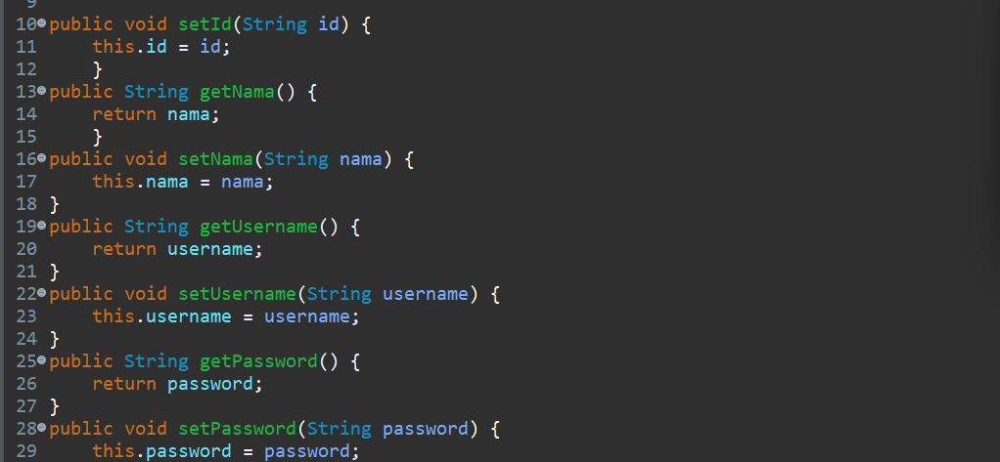 9
10 public void setId(String id) {
11     this.id = id;
12     }
13 public String getNama() {
14     return nama;
15     }
16 public void setNama(String nama) {
17     this.nama = nama;
18 }
19 public String getUsername() {
20     return username;
21 }
22 public void setUsername(String username) {
23     this.username = username;
24 }
25 public String getPassword() {
26     return password;
27 }
28 public void setPassword(String password) {
29     this.password = password;